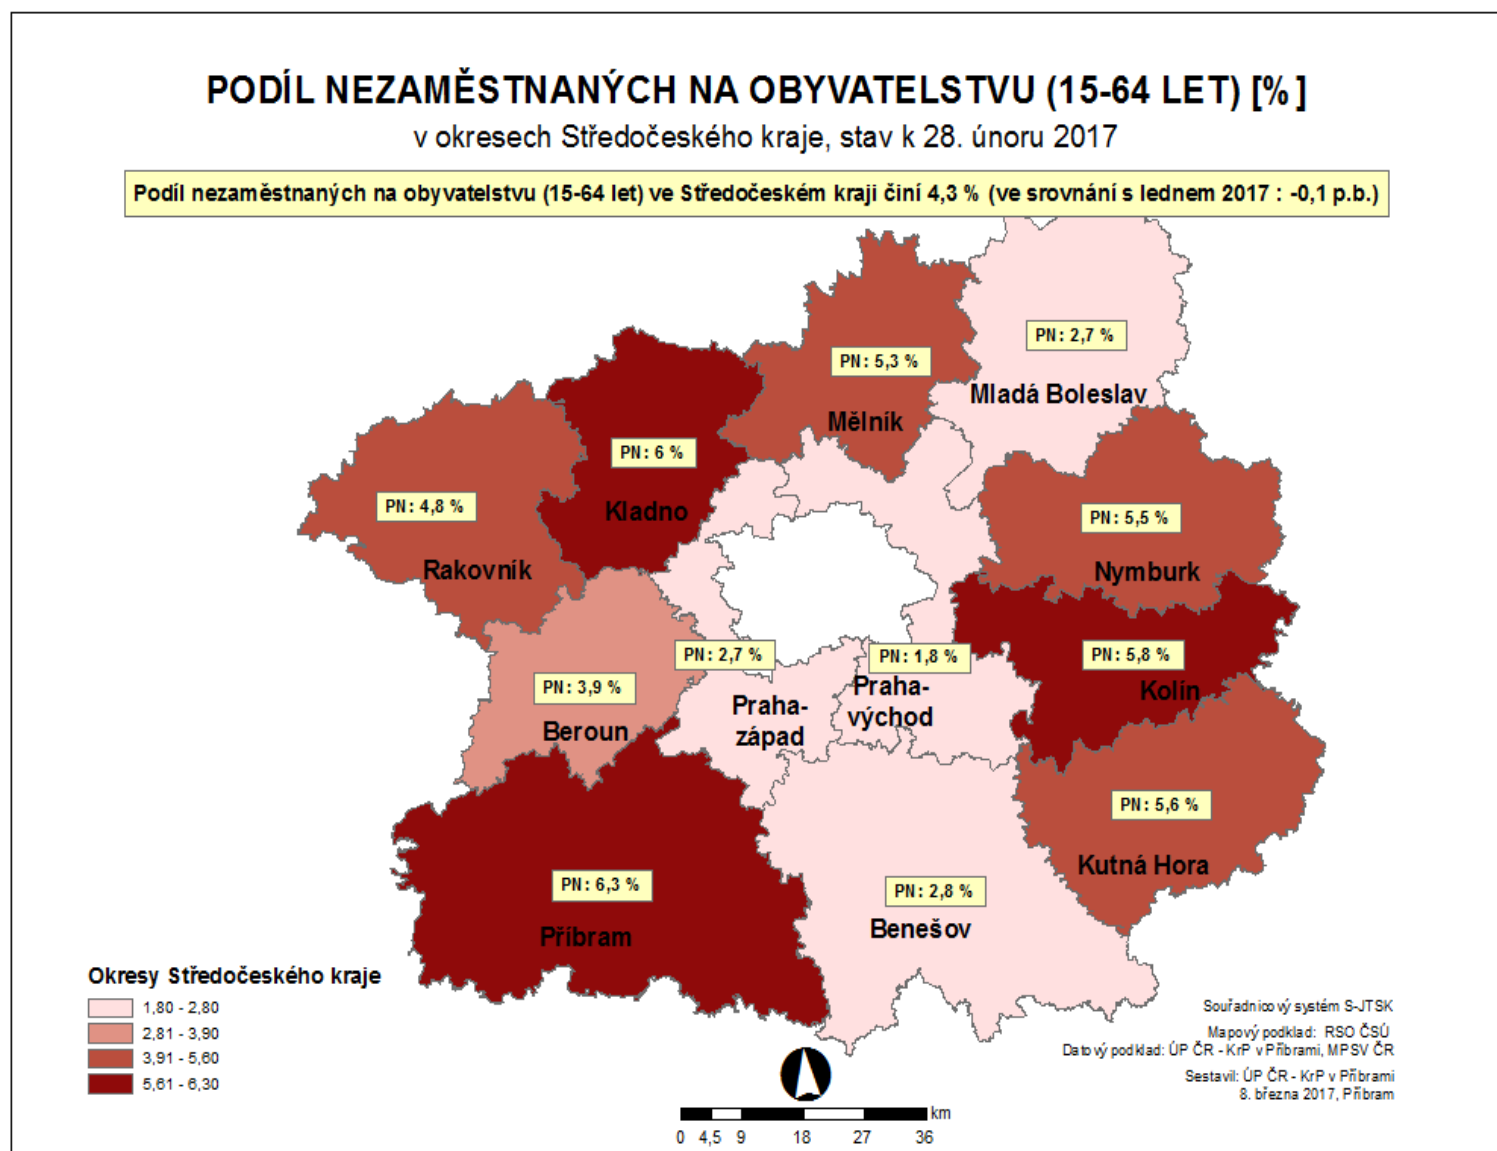 PODÍL NEZAMĚSTNANÝCH NA OBYVATELSTVU (15-64 LET) [%]
v okresech Středočeského kraje, stav k 28. únoru 2017
Podíl nezaměstnaných na obyvatelstvu (15-64 let) ve Středočeském kraji činí 4,3 % (ve srovnání s lednem 2017 : -0,1 p.b.)
PN: 2,7 %
Mladá Boleslav
PN: 5,3 %
Mělník
PN: 6 %
Kladno
PN: 4,8 %
Rakovník
PN: 5,5 %
Nymburk
PN: 2,7 %
Praha-
západ
PN: 1,8 %
Praha-
východ
PN: 5,8 %
Kolín
PN: 3,9 %
Beroun
PN: 5,6 %
Kutná Hora
PN: 6,3 %
Příbram
PN: 2,8 %
Benešov
Okresy Středočeského kraje
1,80 - 2,80
2,81 - 3,90
3,91 - 5,60
5,61 - 6,30
Souřadnicový systém S-JTSK
Mapový podklad: RSO ČSÚ
Datový podklad: ÚP ČR - KrP v Příbrami, MPSV ČR
Sestavil: ÚP ČR - KrP v Příbrami
8. března 2017, Příbram
km
0 4,5 9 18 27 36